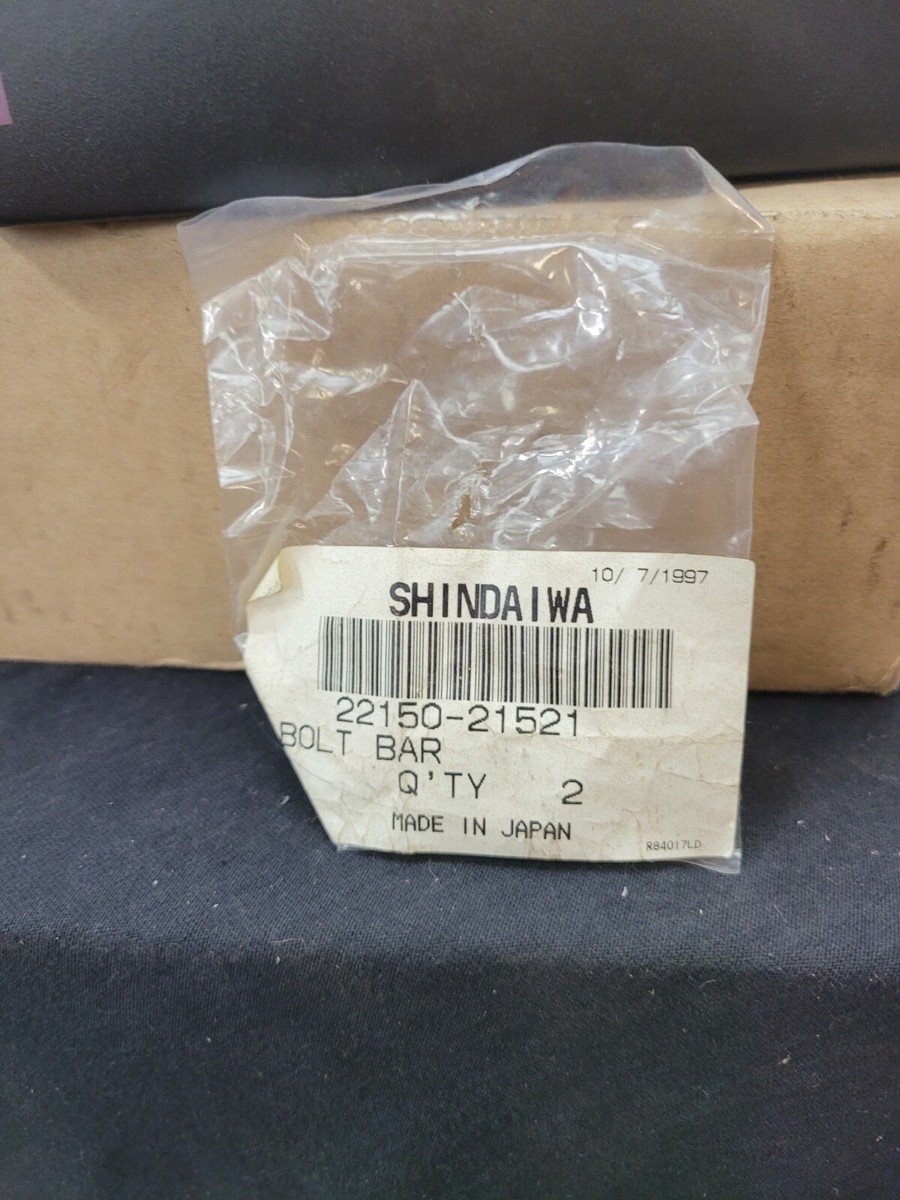 10/ 7/1997
SHINDAIWA
22150-21521
BOLT BAR
Q'TY 2
MADE IN JAPAN
R84017LD